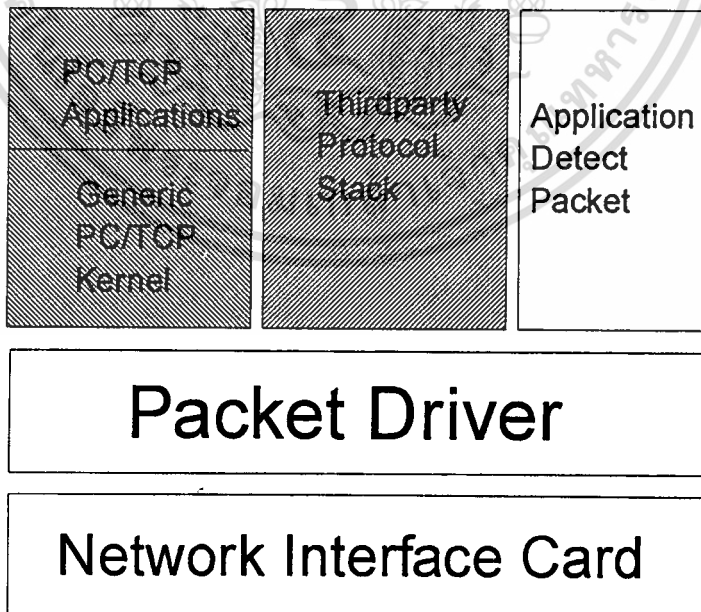 PC/TCP
Applications
Generic
PC/TCP
Kernel
Thirdparty
Protocol
Stack
Application
Detect
Packet
Packet Driver
Network Interface Card